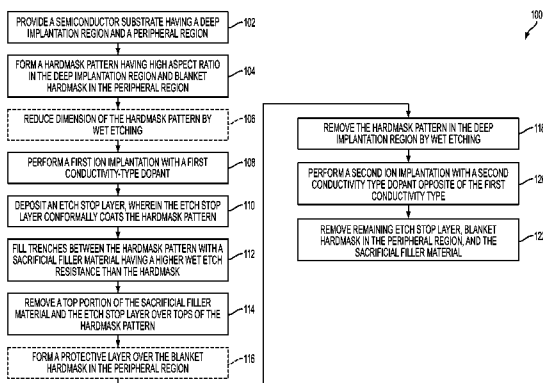 100
PROVIDE A SEMICONDUCTOR SUBSTRATE HAVING A DEEP
IMPLANTATION REGION AND A PERIPHERAL REGION
102
FORM A HARDMASK PATTERN HAVING HIGH ASPECT RATIO
IN THE DEEP IMPLANTATION REGION AND BLANKET
HARDMASK IN THE PERIPHERAL REGION
104
REDUCE DIMENSION OF THE HARDMASK PATTERN BY
WET ETCHING
106
PERFORM A FIRST ION IMPLANTATION WITH A FIRST
CONDUCTIVITY-TYPE DOPANT
108
DEPOSIT AN ETCH STOP LAYER, WHEREIN THE ETCH STOP
LAYER CONFORMALLY COATS THE HARDMASK PATTERN
110
FILL TRENCHES BETWEEN THE HARDMASK PATTERN WITH A
SACRIFICIAL FILLER MATERIAL HAVING A HIGHER WET ETCH
RESISTANCE THAN THE HARDMASK
112
REMOVE A TOP PORTION OF THE SACRIFICIAL FILLER
MATERIAL AND THE ETCH STOP LAYER OVER TOPS OF THE
HARDMASK PATTERN
114
FORM A PROTECTIVE LAYER OVER THE BLANKET
HARDMASK IN THE PERIPHERAL REGION
116
REMOVE THE HARDMASK PATTERN IN THE DEEP
IMPLANTATION REGION BY WET ETCHING
118
PERFORM A SECOND ION IMPLANTATION WITH A SECOND
CONDUCTIVITY TYPE DOPANT OPPOSITE OF THE FIRST
CONDUCTIVITY TYPE
120
REMOVE REMAINING ETCH STOP LAYER, BLANKET
HARDMASK IN THE PERIPHERAL REGION, AND THE
SACRIFICIAL FILLER MATERIAL
122